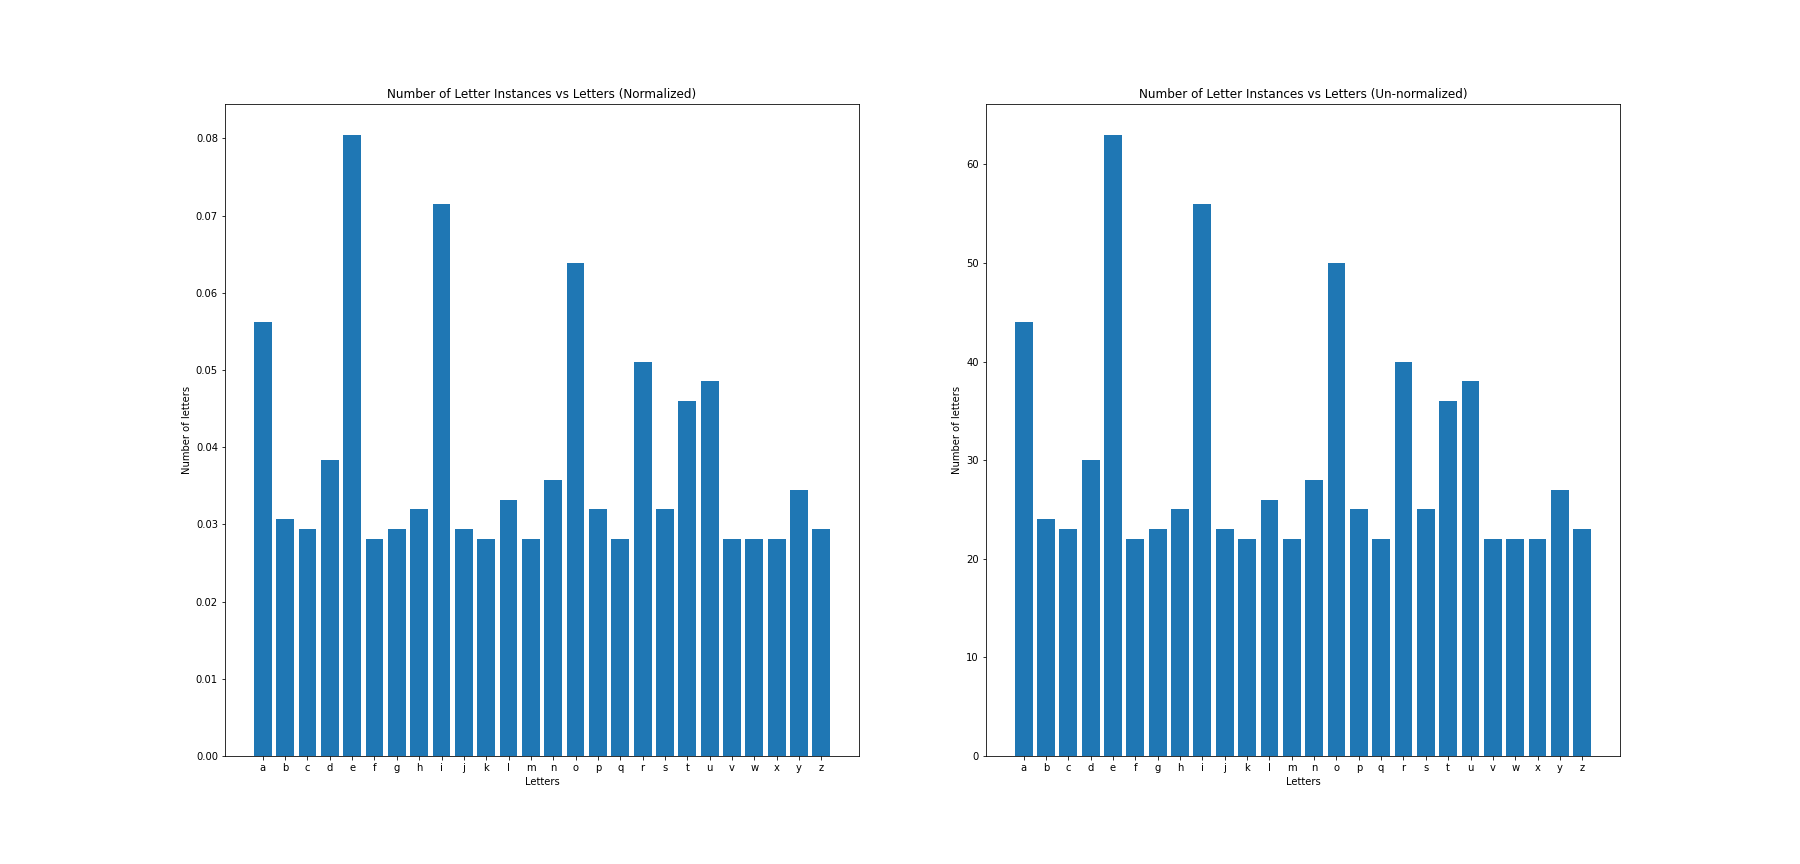 Number of Letter Instances vs Letters (Normalized)
Number of letters
0.08
0.07
0.06
0.05
0.04
0.03
0.02
0.01
0.00
a b c d e f g h i j k l m n o p q r s t u v w x y z
Letters
Number of Letter Instances vs Letters (Un-normalized)
Number of letters
60
50
40
30
20
10
0
a b c d e f g h i j k l m n o p q r s t u v w x y z
Letters